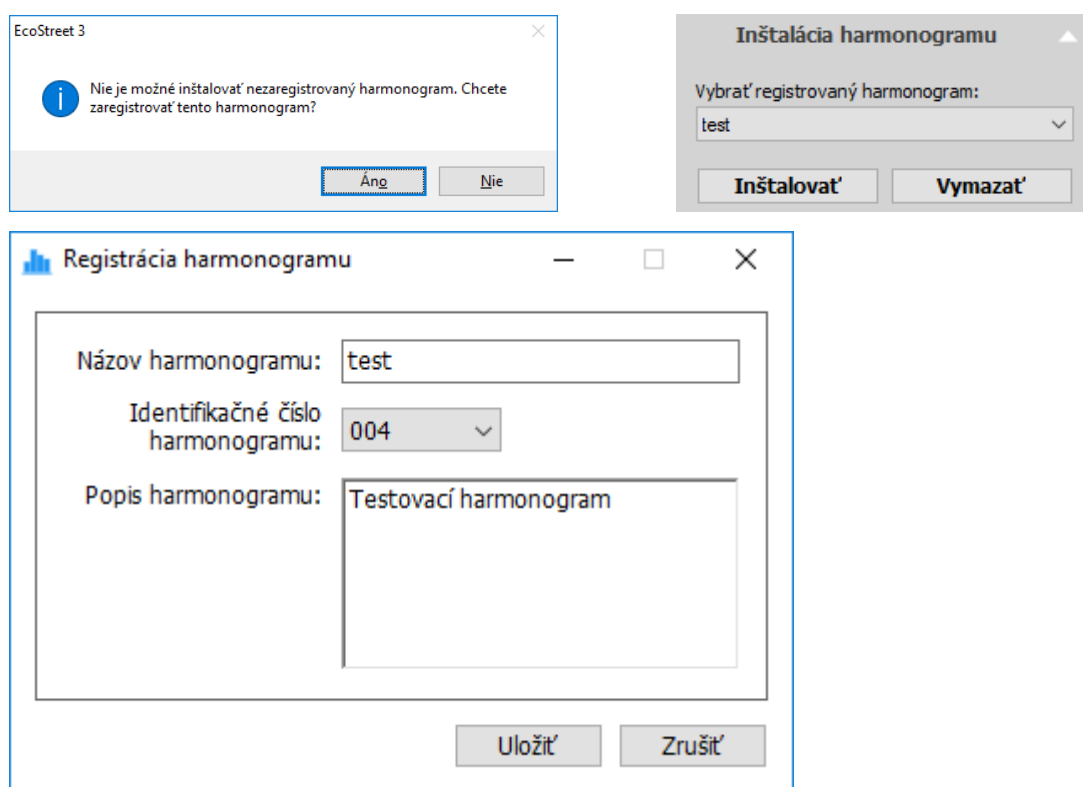 EcoStreet 3
Nie je možné inštalovať nezaregistrovaný harmonogram. Chcete
zaregistrovať tento harmonogram?
Áno
Nie
Inštalácia harmonogramu
Vybrať registrovaný harmonogram:
test
Inštalovať
Vymazať
Registrácia harmonogramu
Názov harmonogramu:
test
Identifikačné číslo
harmonogramu:
004
Popis harmonogramu:
Testovací harmonogram
Uložiť
Zrušiť